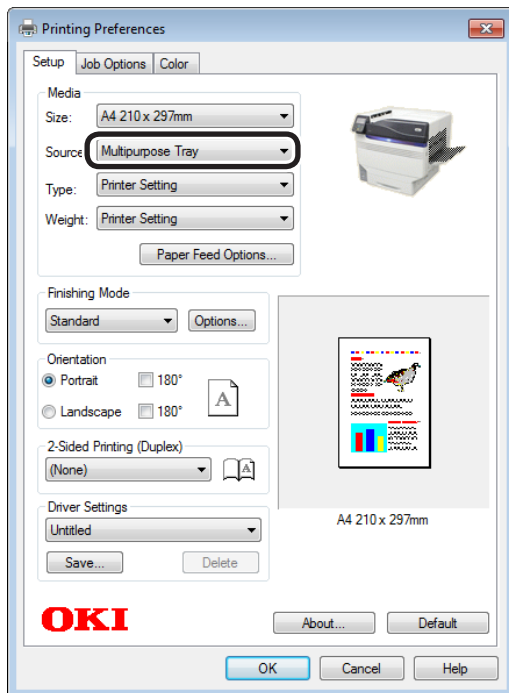 Printing Preferences
Setup Job Options Color
Media
Size: A4 210 x 297mm
Source Multipurpose Tray
Type: Printer Setting
Weight: Printer Setting
Paper Feed Options...
Finishing Mode
Standard Options...
Orientation
Portrait 180°
A
Landscape 180°
2-Sided Printing (Duplex)
(None) A
Driver Settings
Untitled
Save... Delete
A4 210 x 297mm
OKI
About... Default
OK Cancel Help